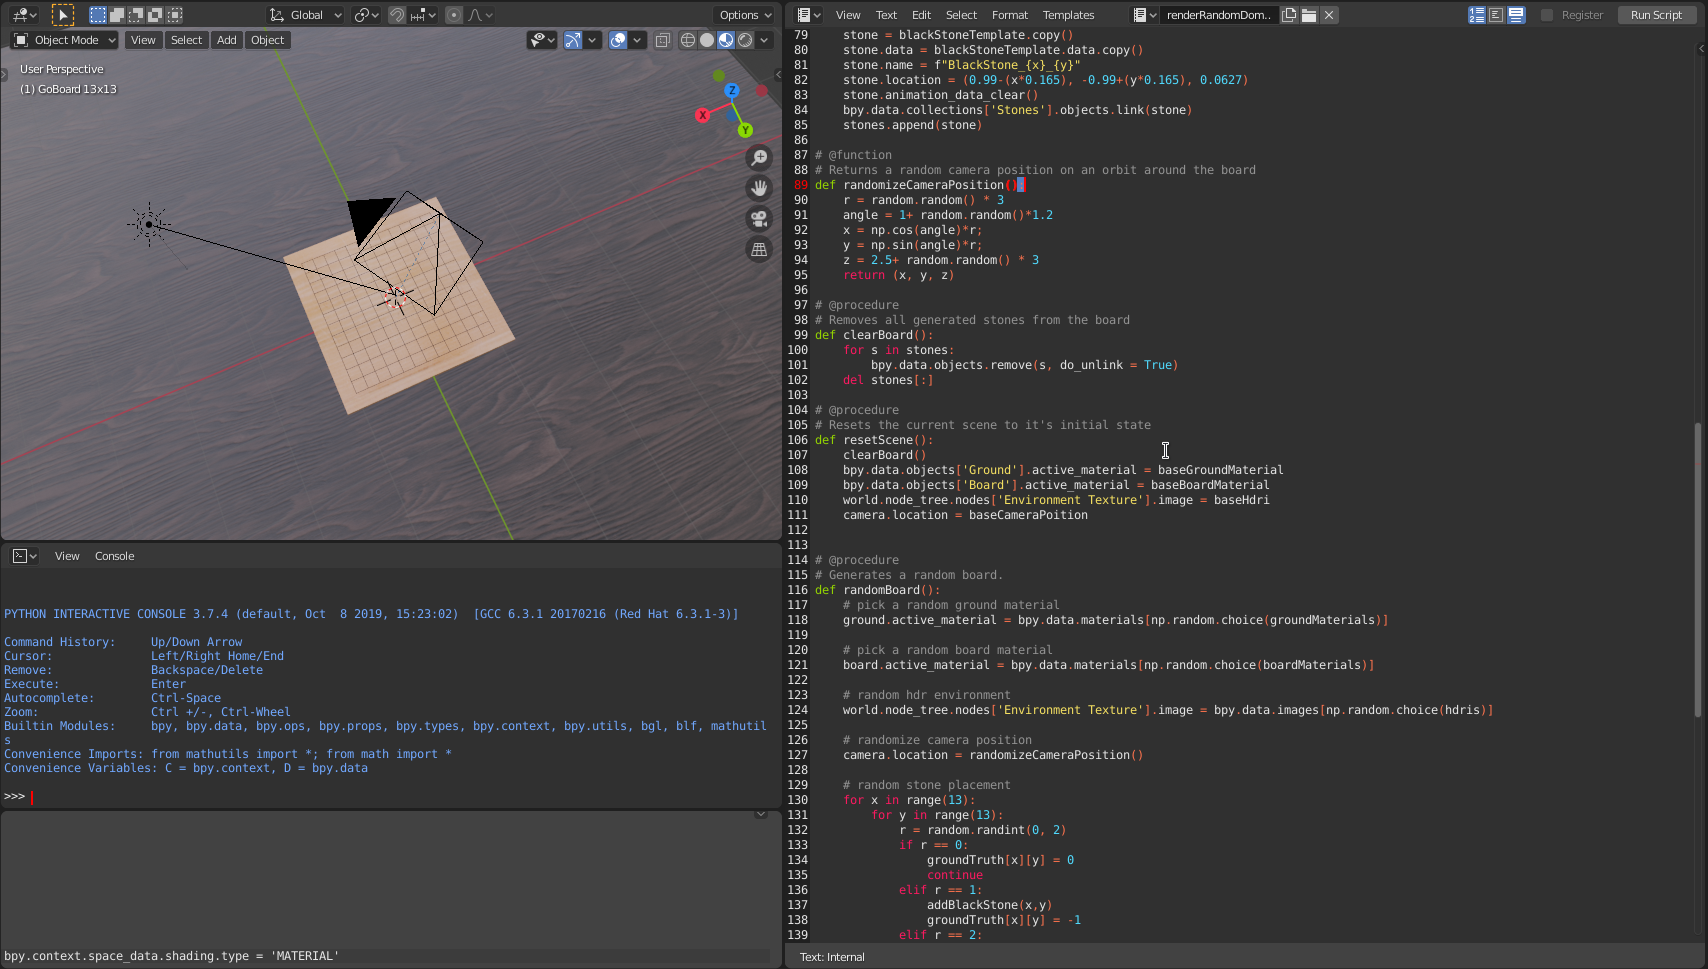 Global
Options
Object Mode
View
Select
Add
Object
User Perspective
(1) GoBoard 13x13
Z
X
Y
View
Console
PYTHON INTERACTIVE CONSOLE 3.7.4 (default, Oct  8 2019, 15:23:02)  [GCC 6.3.1 20170216 (Red Hat 6.3.1-3)]
Command History:     Up/Down Arrow
Cursor:              Left/Right Home/End
Remove:              Backspace/Delete
Execute:             Enter
Autocomplete:        Ctrl-Space
Zoom:                Ctrl +/-, Ctrl-Wheel
Builtin Modules:     bpy, bpy.data, bpy.ops, bpy.props, bpy.types, bpy.context, bpy.utils, bgl, blf, mathutil
s
Convenience Imports: from mathutils import *; from math import *
Convenience Variables: C = bpy.context, D = bpy.data
>>>
bpy.context.space_data.shading.type = 'MATERIAL'
View
Text
Edit
Select
Format
Templates
renderRandomDom..
Register
Run Script
79     stone = blackStoneTemplate.copy()
80     stone.data = blackStoneTemplate.data.copy()
81     stone.name = f"BlackStone_{x}_{y}"
82     stone.location = (0.99-(x*0.165), -0.99+(y*0.165), 0.0627)
83     stone.animation_data_clear()
84     bpy.data.collections['Stones'].objects.link(stone)
85     stones.append(stone)
86
87 # @function
88 # Returns a random camera position on an orbit around the board
89 def randomizeCameraPosition():
90     r = random.random() * 3
91     angle = 1+ random.random()*1.2
92     x = np.cos(angle)*r;
93     y = np.sin(angle)*r;
94     z = 2.5+ random.random() * 3
95     return (x, y, z)
96
97 # @procedure
98 # Removes all generated stones from the board
99 def clearBoard():
100     for s in stones:
101         bpy.data.objects.remove(s, do_unlink = True)
102     del stones[:]
103
104 # @procedure
105 # Resets the current scene to it's initial state
106 def resetScene():
107     clearBoard()
108     bpy.data.objects['Ground'].active_material = baseGroundMaterial
109     bpy.data.objects['Board'].active_material = baseBoardMaterial
110     world.node_tree.nodes['Environment Texture'].image = baseHdri
111     camera.location = baseCameraPoition
112
113
114 # @procedure
115 # Generates a random board.
116 def randomBoard():
117     # pick a random ground material
118     ground.active_material = bpy.data.materials[np.random.choice(groundMaterials)]
119
120     # pick a random board material
121     board.active_material = bpy.data.materials[np.random.choice(boardMaterials)]
122
123     # random hdr environment
124     world.node_tree.nodes['Environment Texture'].image = bpy.data.images[np.random.choice(hdris)]
125
126     # randomize camera position
127     camera.location = randomizeCameraPosition()
128
129     # random stone placement
130     for x in range(13):
131         for y in range(13):
132             r = random.randint(0, 2)
133             if r == 0:
134                 groundTruth[x][y] = 0
135                 continue
136             elif r == 1:
137                 addBlackStone(x,y)
138                 groundTruth[x][y] = -1
139             elif r == 2:
Text: Internal